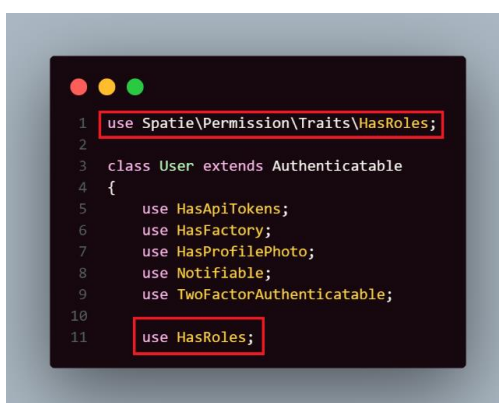 1 use Spatie\Permission\Traits\HasRoles;
2
3 class User extends Authenticatable
4 {
5 use HasApiTokens;
6 use HasFactory;
7 use HasProfilePhoto;
8 use Notifiable;
9 use TwoFactorAuthenticatable;
10
11 use HasRoles;